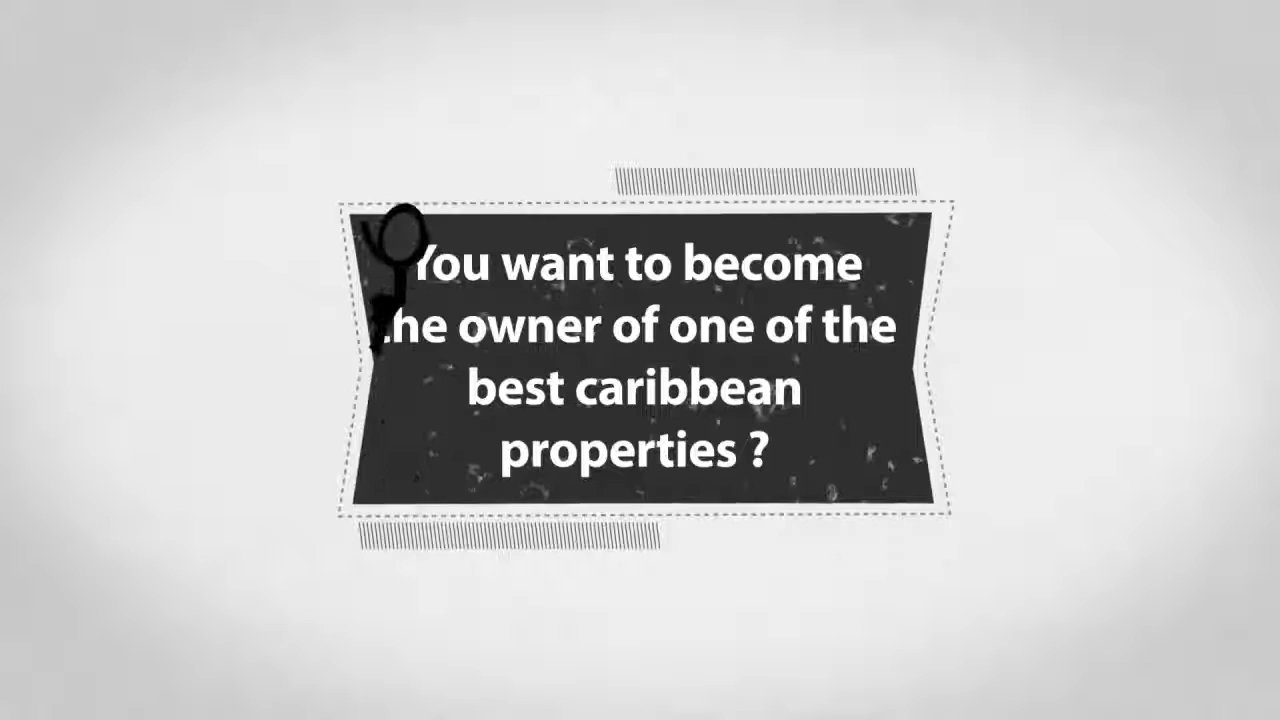 You want to become
the owner of one of the
best caribbean
properties ?